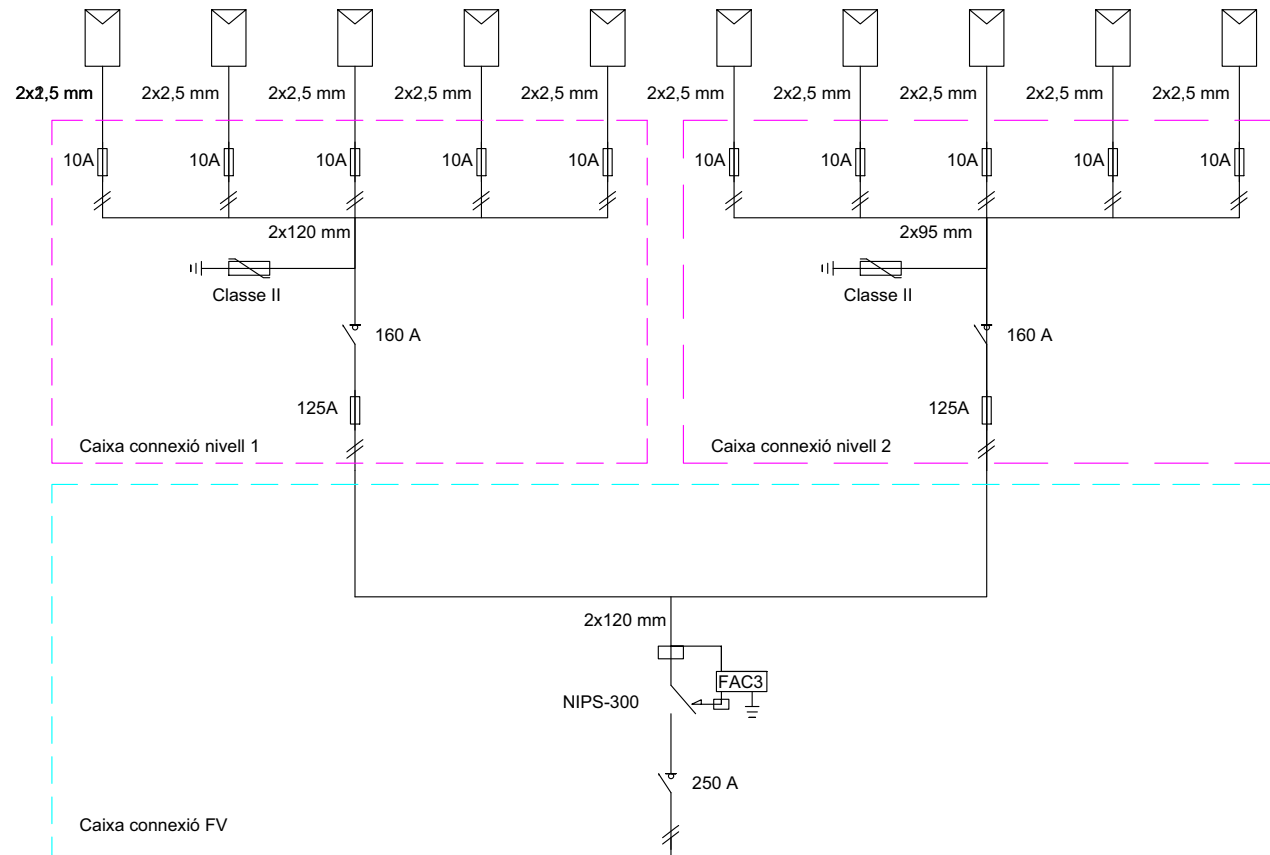 2x2,5 mm 2x2,5 mm 2x2,5 mm 2x2,5 mm 2x2,5 mm 2x2,5 mm 2x2,5 mm 2x2,5 mm 2x2,5 mm
10A 10A 10A 10A 10A 10A 10A 10A 10A 10A
2x120 mm 2x95 mm
Classe II Classe II
160 A 160 A
125A 125A
Caixa connexió nivell 1 Caixa connexió nivell 2
2x120 mm
FAC3
NIPS-300
250 A
Caixa connexió FV